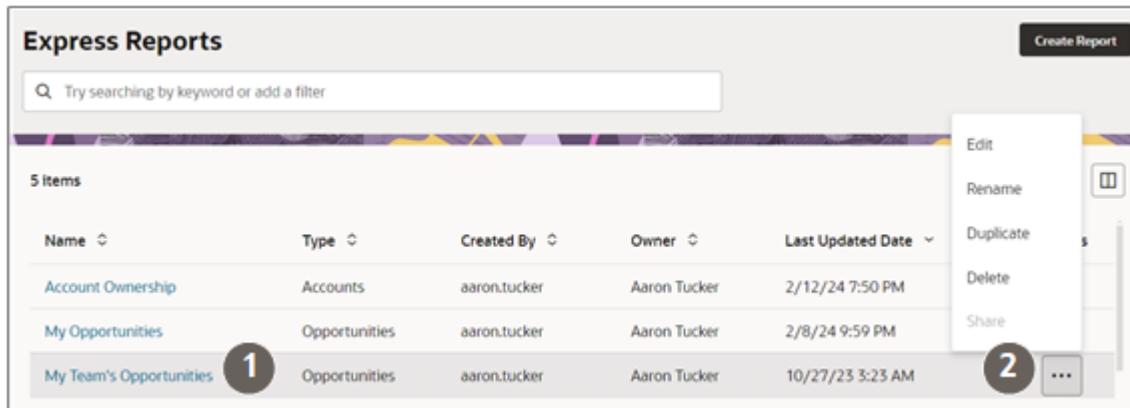 Express Reports
Create Report
Try searching by keyword or add a filter
5 items
Edit
Rename
Duplicate
Delete
Share
Name Type Created By Owner Last Updated Date
Account Ownership Accounts aaron.tucker Aaron Tucker 2/12/24 7:50 PM
My Opportunities Opportunities aaron.tucker Aaron Tucker 2/8/24 9:59 PM
My Team's Opportunities 1 Opportunities aaron.tucker Aaron Tucker 10/27/23 3:23 AM 2 ...